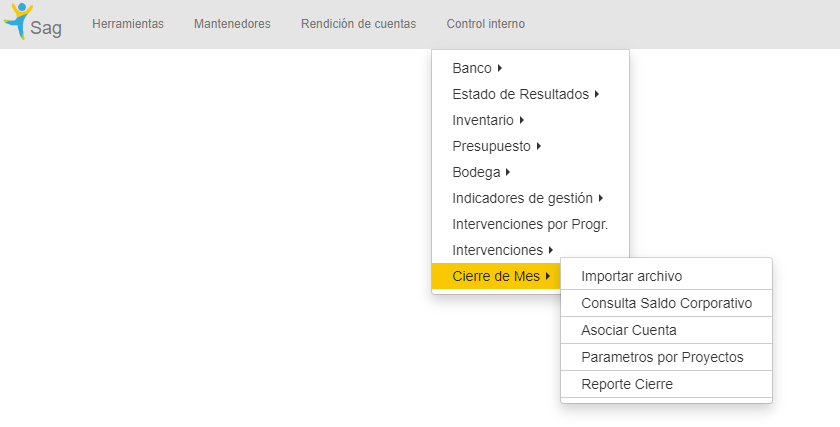 Sag
Herramientas
Mantenedores
Rendición de cuentas
Control interno
Banco
Estado de Resultados
Inventario
Presupuesto
Bodega
Indicadores de gestión
Intervenciones por Progr.
Intervenciones
Cierre de Mes
Importar archivo
Consulta Saldo Corporativo
Asociar Cuenta
Parametros por Proyectos
Reporte Cierre